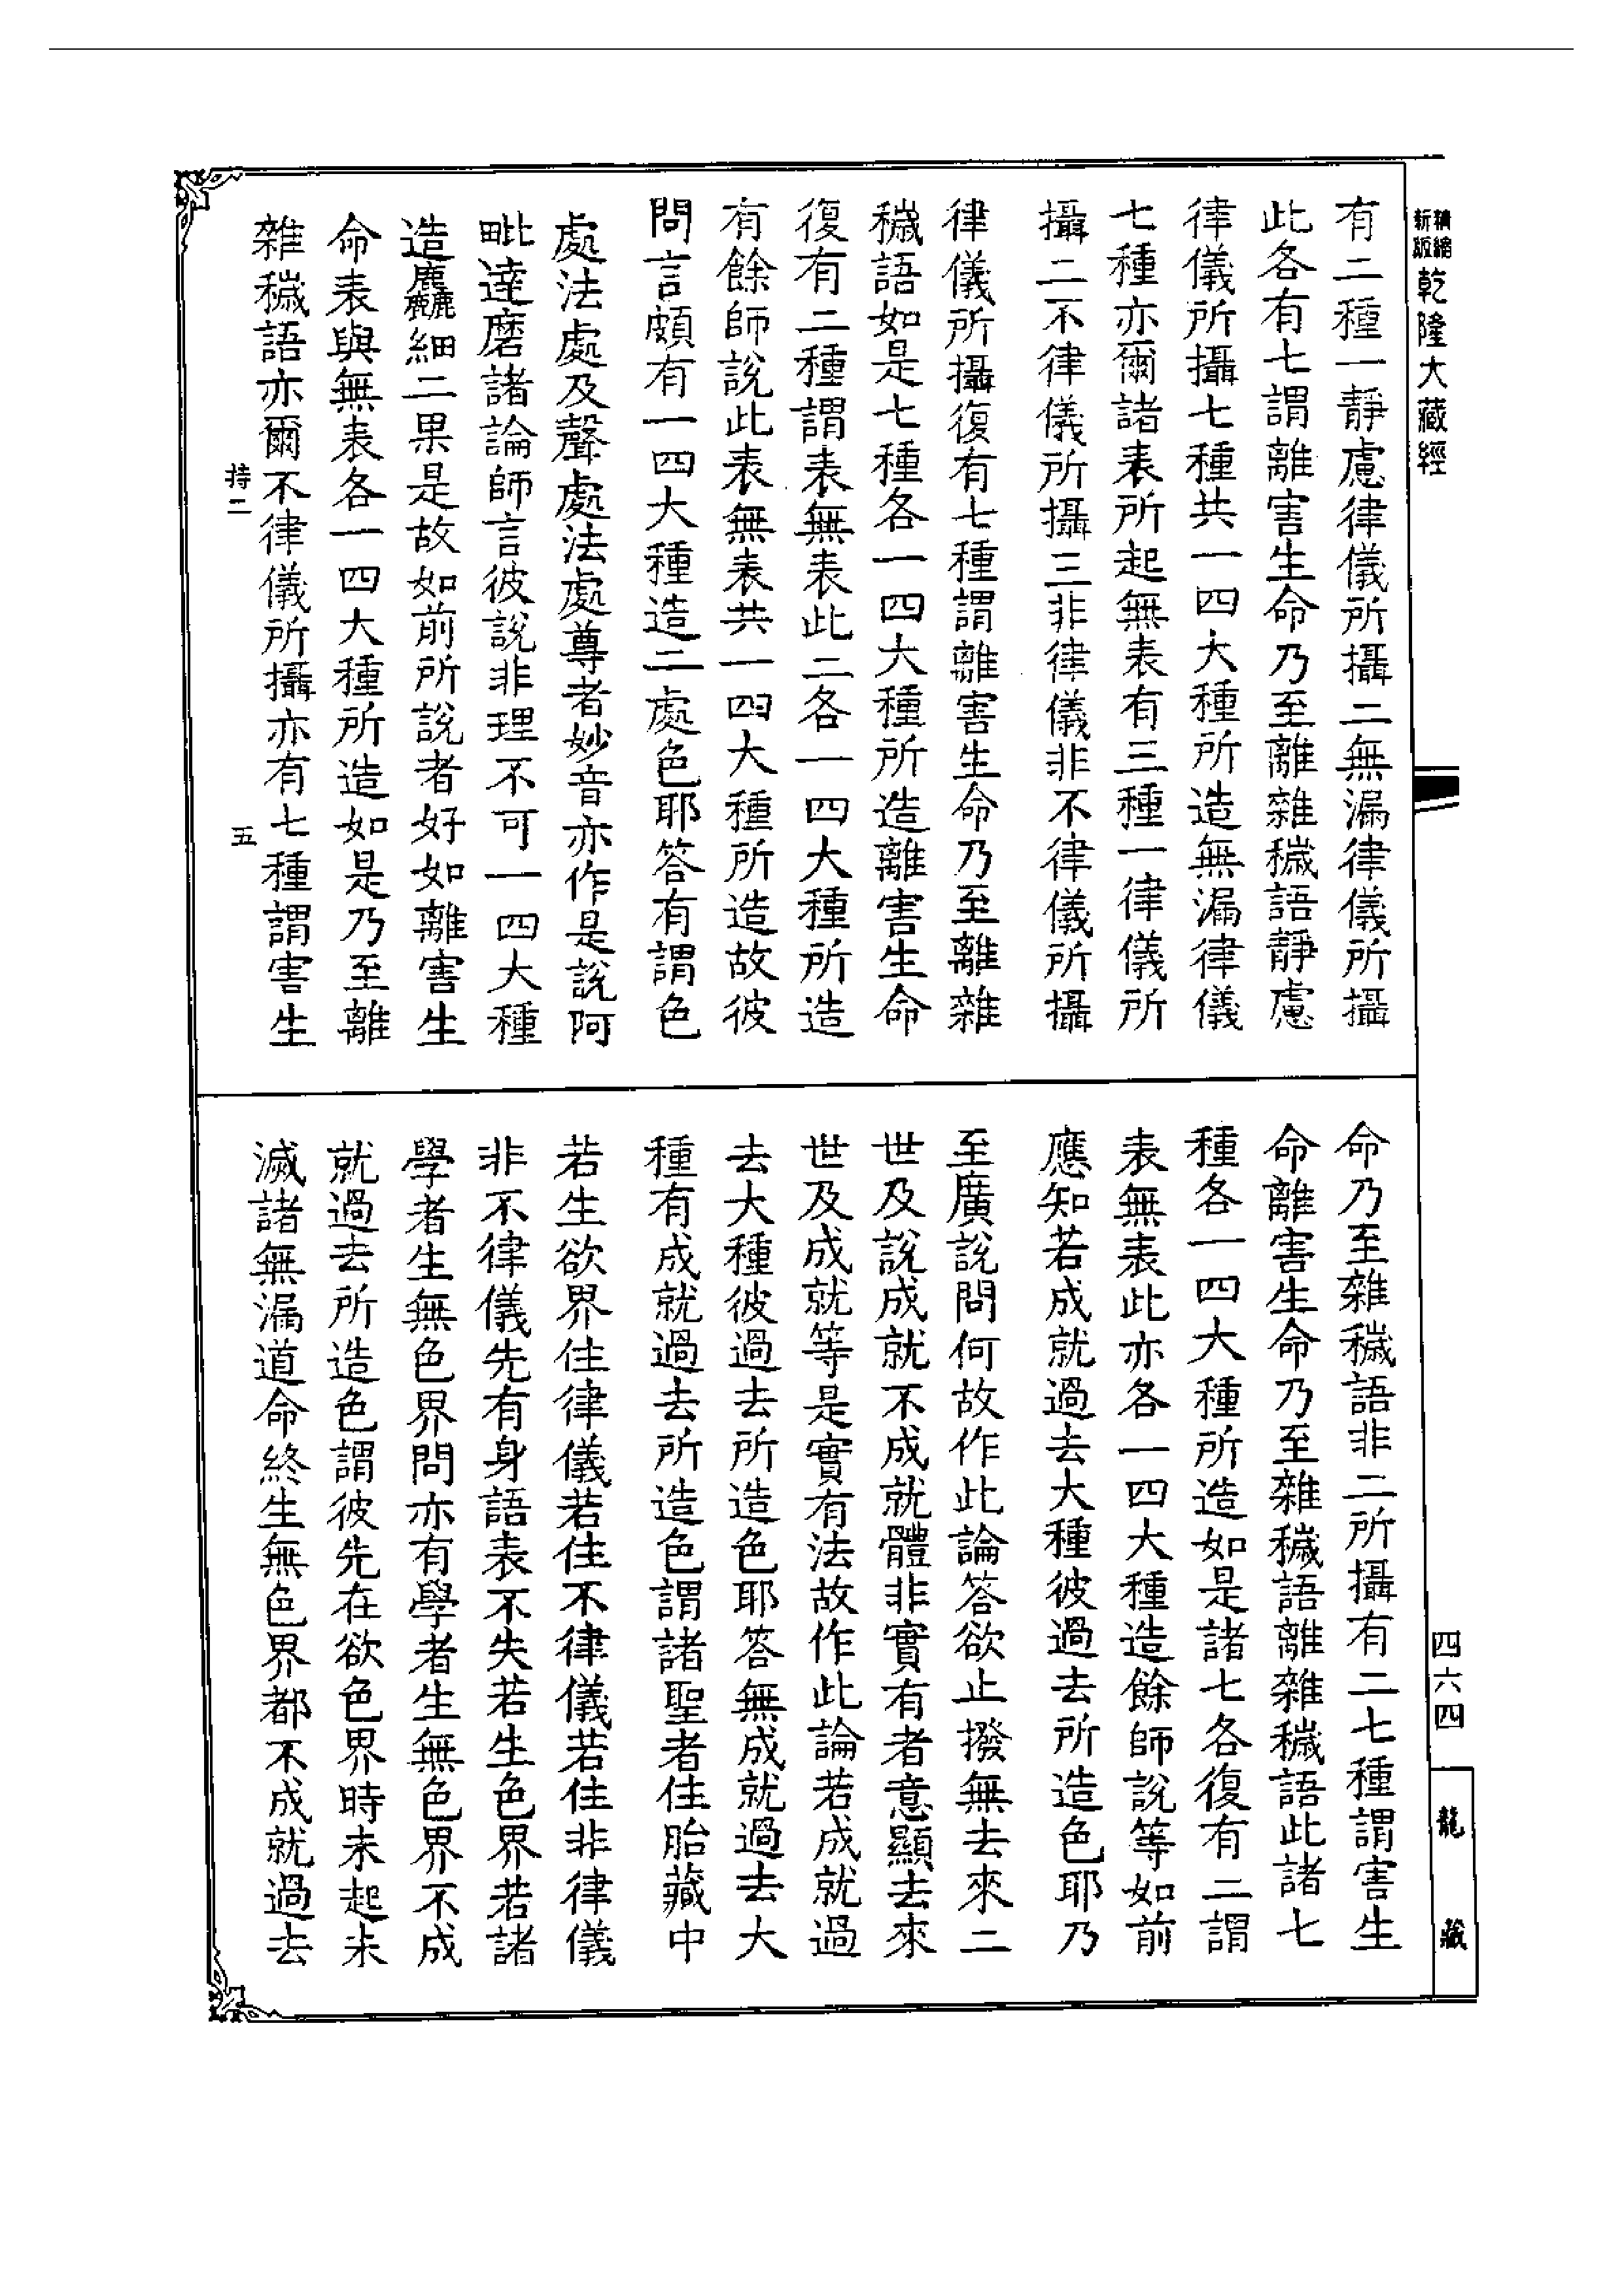 精縮
新版
乾隆大藏經
有二種一靜慮律儀所攝二無漏律儀所攝
此各有七謂離害生命乃至離雜穢語靜慮
律儀所攝七種共一四大種所造無漏律儀
七種亦爾諸表所起無表有三種一律儀所
攝二不律儀所攝三非律儀非不律儀所攝
律儀所攝復有七種謂離害生命乃至離雜
穢語如是七種各一四大種所造離害生命
復有二種謂表無表此二各一四大種所造
有餘師說此表無表共一四大種所造故彼
問言頗有一四大種造二處色耶答有謂色
處法處及聲處法處尊者妙音亦作是說阿
毗達磨諸論師言彼說非理不可一四大種
造麤細二果是故如前所說者好如離害生
命表與無表各一四大種所造如是乃至離
雜穢語亦爾不律儀所攝亦有七種謂害生
持二
五
命乃至雜穢語非二所攝有二七種謂害生
命離害生命乃至雜穢語離雜穢語此諸七
種各一四大種所造如是諸七各復有二謂
表無表此亦各一四大種造餘師說等如前
應知若成就過去大種彼過去所造色耶乃
至廣說問何故作此論答欲止撥無去來二
世及說成就不成就體非實有者意顯去來
世及成就等是實有法故作此論若成就過
去大種彼過去所造色耶答無成就過去大
種有成就過去所造色謂諸聖者住胎藏中
若生欲界住律儀若住不律儀若住非律儀
非不律儀先有身語表不失若生色界若諸
學者生無色界問亦有學者生無色界不成
就過去所造色謂彼先在欲色界時未起未
滅諸無漏道命終生無色界都不成就過去
四六四
龍藏